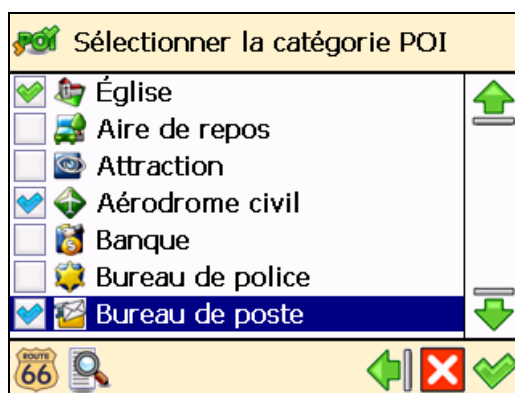 POI Sélectionner la catégorie POI
Église
Aire de repos
Attraction
Aérodrome civil
Banque
Bureau de police
Bureau de poste
ROUTE
66